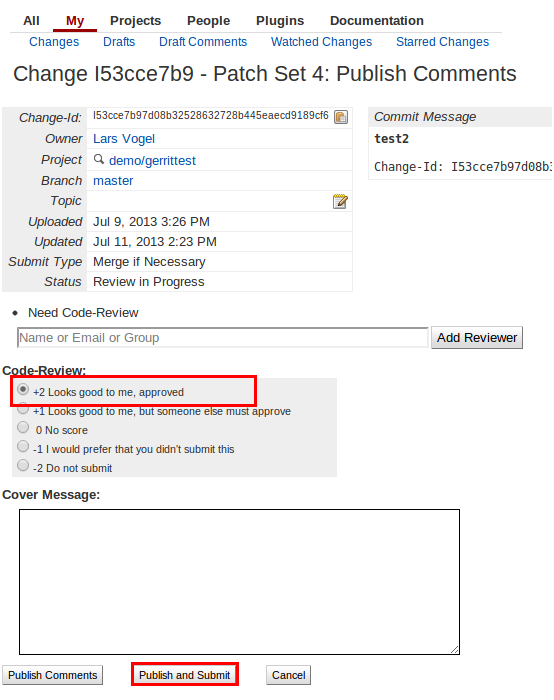 All My Projects People Plugins Documentation
Changes Drafts Draft Comments Watched Changes Starred Changes
Change I53cce7b9 - Patch Set 4: Publish Comments
Change-Id: I53cce7b97d08b32528632728b445eaecd9189cf6
Owner Lars Vogel
Project demo/gerrittest
Branch master
Topic
Uploaded Jul 9, 2013 3:26 PM
Updated Jul 11, 2013 2:23 PM
Submit Type Merge if Necessary
Status Review in Progress
Commit Message
test2
Change-Id: I53cce7b97d08b3
Need Code-Review
Name or Email or Group Add Reviewer
Code-Review:
+2 Looks good to me, approved
+1 Looks good to me, but someone else must approve
0 No score
-1 I would prefer that you didn't submit this
-2 Do not submit
Cover Message:
Publish Comments Publish and Submit Cancel